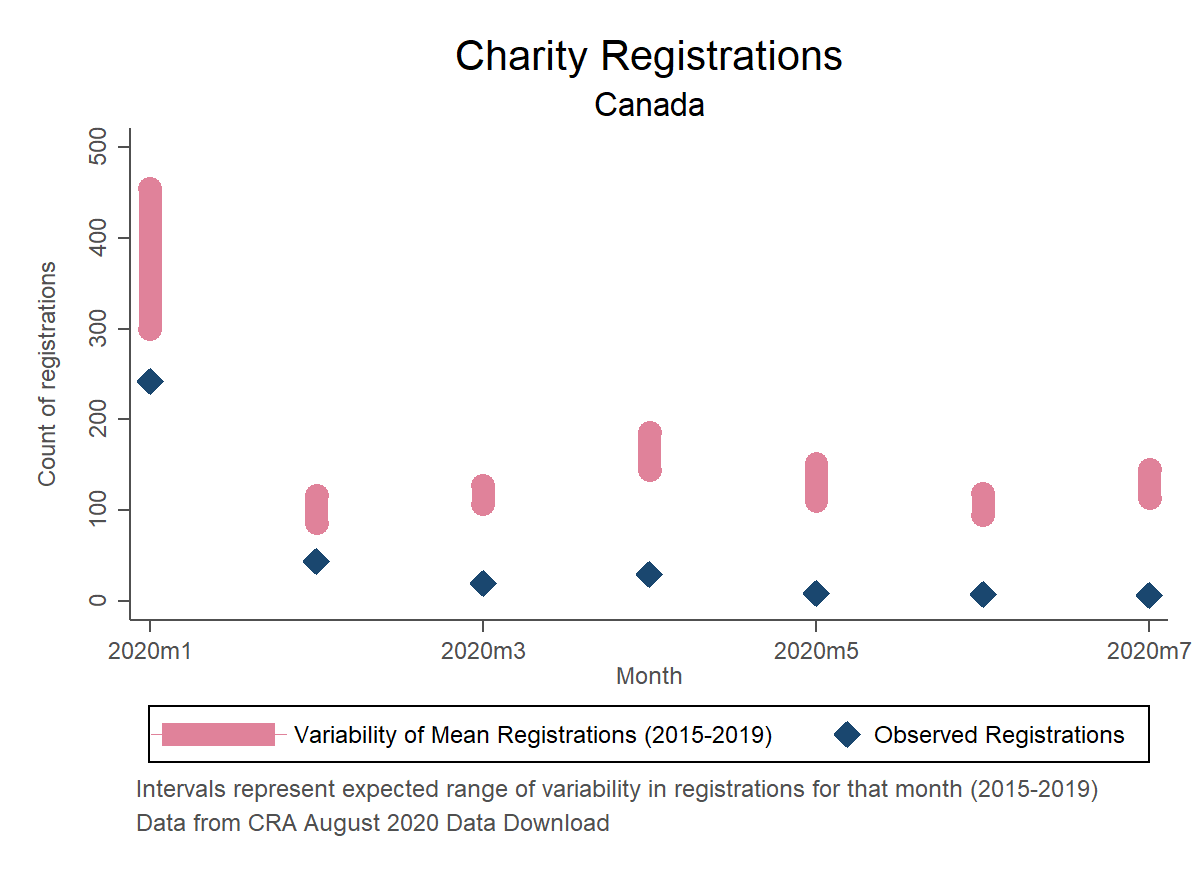 Charity Registrations
Canada
500
400
300
200
100
0
Count of registrations
2020m1
2020m3
2020m5
2020m7
Month
Variability of Mean Registrations (2015-2019)
Observed Registrations
Intervals represent expected range of variability in registrations for that month (2015-2019)
Data from CRA August 2020 Data Download